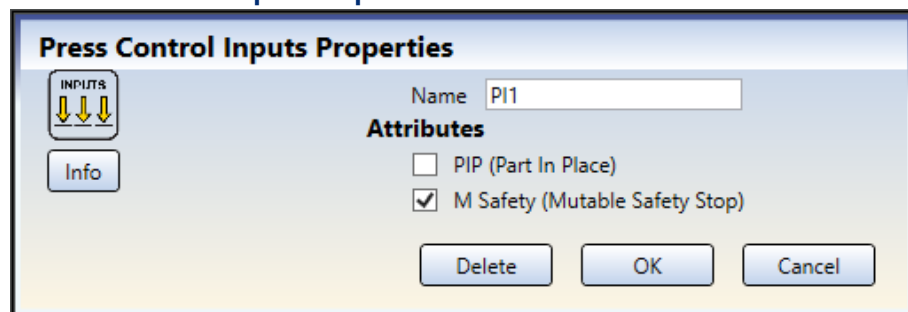 Press Control Inputs Properties
INPUTS
Name PI1
Attributes
Info
PIP (Part In Place)
M Safety (Mutable Safety Stop)
Delete OK Cancel